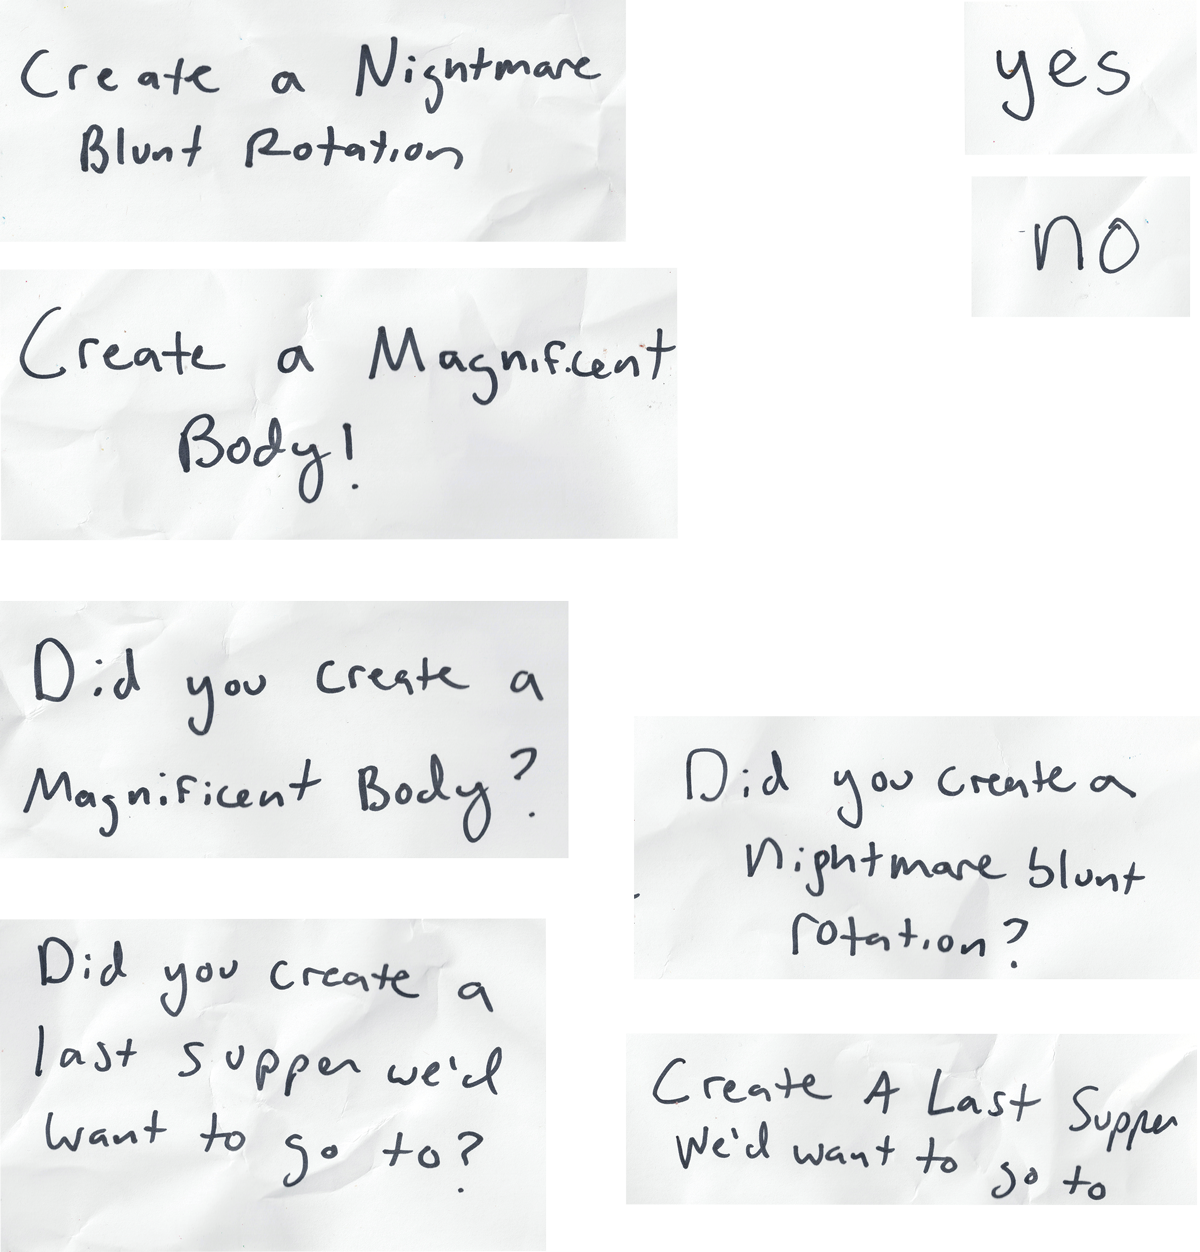 Create a Nightmare
Blunt Rotation
yes
no
Create a Magnificent
Body!
Did you create a
Magnificent Body?
Did you create a
nightmare blunt
rotation?
Did you create a
last supper we'd
want to go to?
Create A Last Supper
We'd want to go to